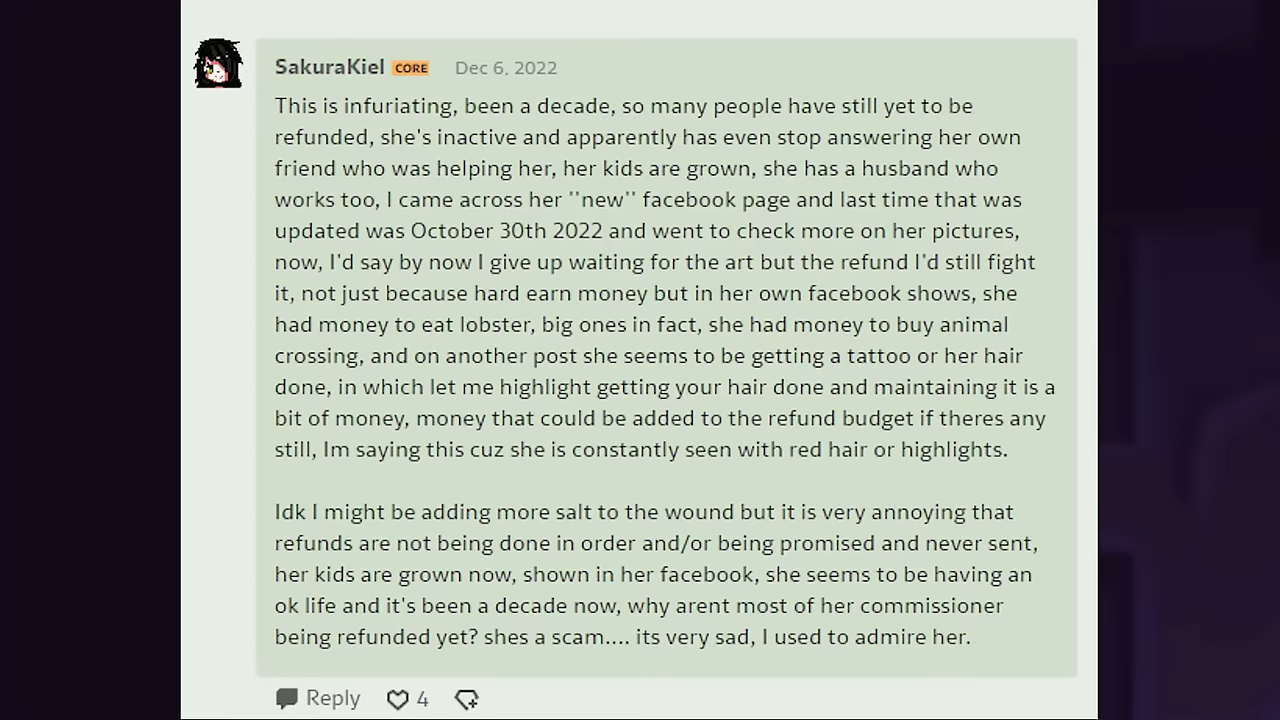 SakuraKiel CORE Dec 6, 2022
This is infuriating, been a decade, so many people have still yet to be
refunded, she's inactive and apparently has even stop answering her own
friend who was helping her, her kids are grown, she has a husband who
works too, I came across her ''new'' facebook page and last time that was
updated was October 30th 2022 and went to check more on her pictures,
now, I'd say by now I give up waiting for the art but the refund I'd still fight
it, not just because hard earn money but in her own facebook shows, she
had money to eat lobster, big ones in fact, she had money to buy animal
crossing, and on another post she seems to be getting a tattoo or her hair
done, in which let me highlight getting your hair done and maintaining it is a
bit of money, money that could be added to the refund budget if theres any
still, Im saying this cuz she is constantly seen with red hair or highlights.
Idk I might be adding more salt to the wound but it is very annoying that
refunds are not being done in order and/or being promised and never sent,
her kids are grown now, shown in her facebook, she seems to be having an
ok life and it's been a decade now, why arent most of her commissioner
being refunded yet? shes a scam.... its very sad, I used to admire her.
Reply 4